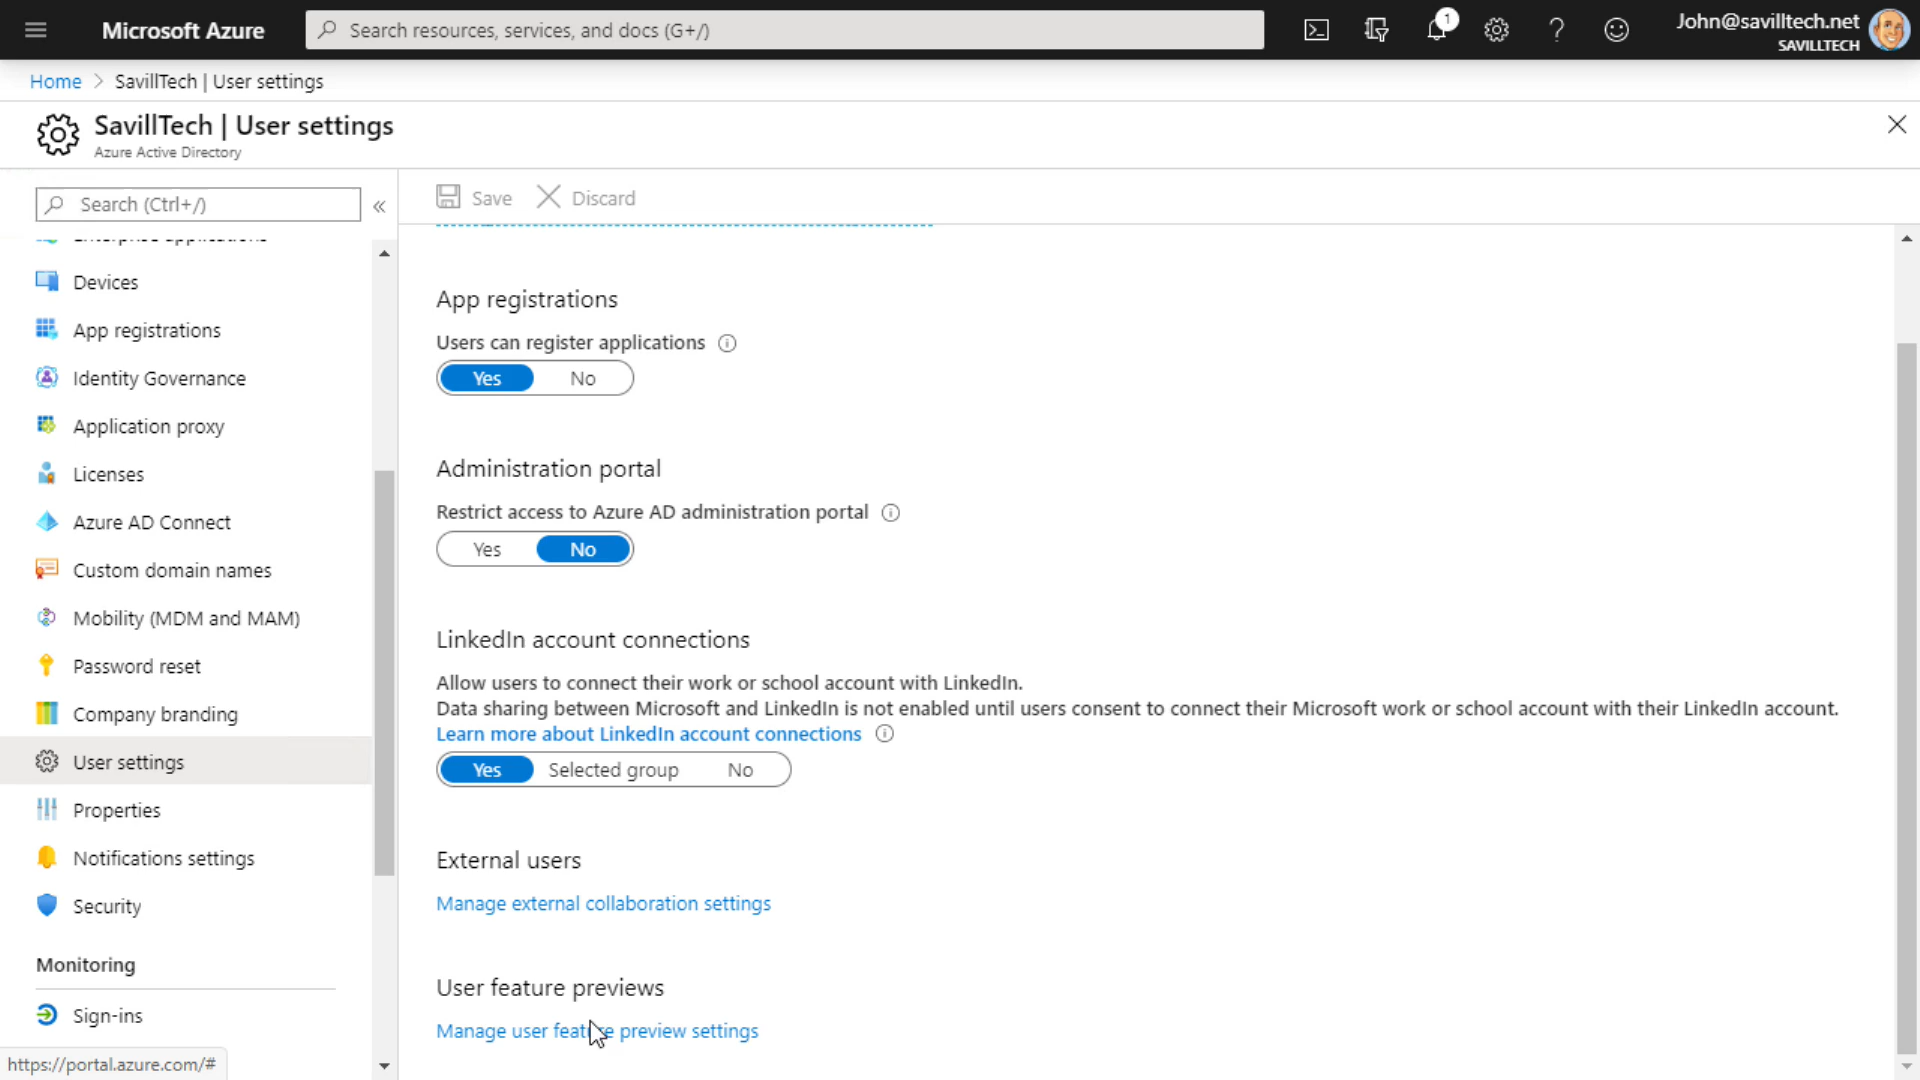 Microsoft Azure
Search resources, services, and docs (G+/)
1
John@savilltech.net
SAVILLTECH
Home > SavillTech | User settings
SavillTech | User settings
Azure Active Directory
Search (Ctrl+/)
«
Save
Discard
Enterprise applications
Devices
App registrations
Identity Governance
Application proxy
Licenses
Azure AD Connect
Custom domain names
Mobility (MDM and MAM)
Password reset
Company branding
User settings
Properties
Notifications settings
Security
Monitoring
Sign-ins
App registrations
Users can register applications
Yes No
Administration portal
Restrict access to Azure AD administration portal
Yes No
LinkedIn account connections
Allow users to connect their work or school account with LinkedIn.
Data sharing between Microsoft and LinkedIn is not enabled until users consent to connect their Microsoft work or school account with their LinkedIn account.
Learn more about LinkedIn account connections
Yes Selected group No
External users
Manage external collaboration settings
User feature previews
Manage user feature preview settings
https://portal.azure.com/#